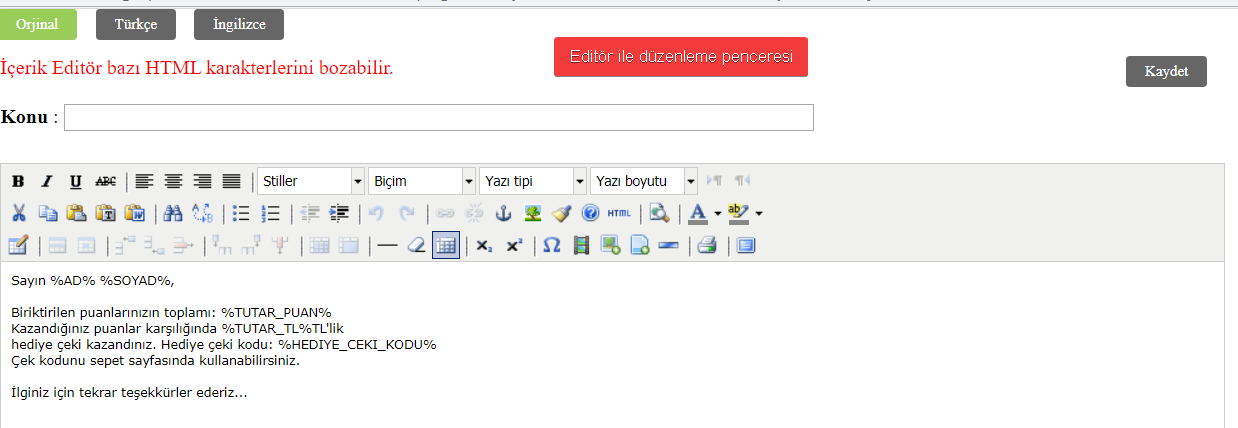 Orjinal Türkçe İngilizce
Editör ile düzenleme penceresi
İçerik Editör bazı HTML karakterlerini bozabilir.
Kaydet
Konu :
B I U ABC Stiller Biçim Yazı tipi Yazı boyutu
HTML A ab
Sayın %AD% %SOYAD%,
Biriktirilen puanlarınızın toplamı: %TUTAR_PUAN%
Kazandığınız puanlar karşılığında %TUTAR_TL%TL'lik
hediye çeki kazandınız. Hediye çeki kodu: %HEDIYE_CEKI_KODU%
Çek kodunu sepet sayfasında kullanabilirsiniz.
İlginiz için tekrar teşekkürler ederiz...